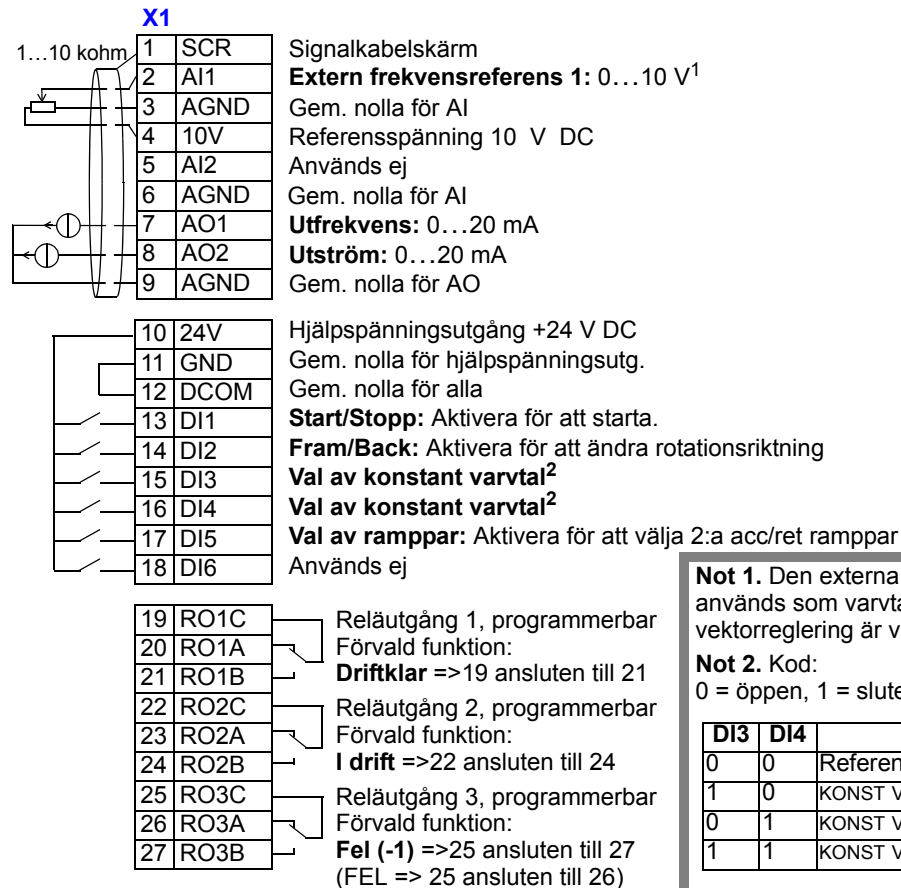 X1
1…10 kohm
1 SCR Signalkabelskärm
2 AI1 Extern frekvensreferens 1: 0…10 V1
3 AGND Gem. nolla för AI
4 10V Referensspänning 10 V DC
5 AI2 Används ej
6 AGND Gem. nolla för AI
7 AO1 Utfrekvens: 0…20 mA
8 AO2 Utström: 0…20 mA
9 AGND Gem. nolla för AO
10 24V Hjälpspänningsutgång +24 V DC
11 GND Gem. nolla för hjälpspänningsutg.
12 DCOM Gem. nolla för alla
13 DI1 Start/Stopp: Aktivera för att starta.
14 DI2 Fram/Back: Aktivera för att ändra rotationsriktning
15 DI3 Val av konstant varvtal2
16 DI4 Val av konstant varvtal2
17 DI5 Val av ramppar: Aktivera för att välja 2:a acc/ret ramppar
18 DI6 Används ej
19 RO1C Reläutgång 1, programmerbar
20 RO1A Förvald funktion:
21 RO1B Driftklar =>19 ansluten till 21
22 RO2C Reläutgång 2, programmerbar
23 RO2A Förvald funktion:
24 RO2B I drift =>22 ansluten till 24
25 RO3C Reläutgång 3, programmerbar
26 RO3A Förvald funktion:
27 RO3B Fel (-1) =>25 ansluten till 27
(FEL => 25 ansluten till 26)
Not 1. Den externa
används som
vektorreglering är
Not 2. Kod:
0 = öppen, 1 =
DI3 DI4
0 0
1 0 KONST
0 1 KONST
1 1 KONST